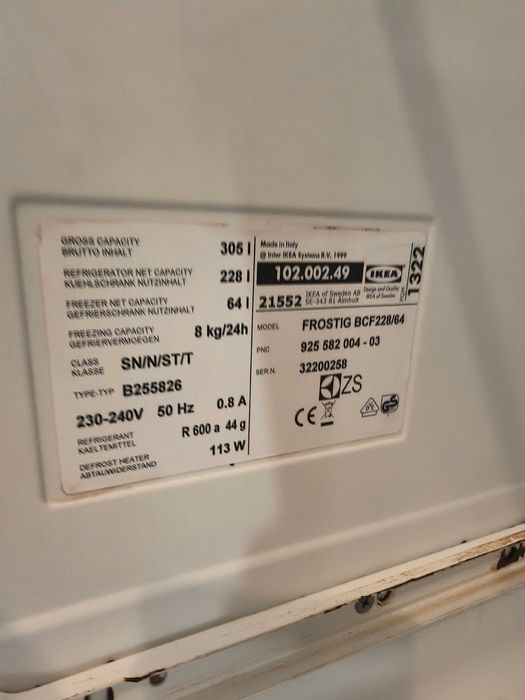 GROSS CAPACITY
BRUTTO INHALT 305 l
REFRIGERATOR NET CAPACITY
KUEHLSCHRANK NUTZINHALT 228 l
FREEZER NET CAPACITY
GEFRIERSCHRANK NUTZINHALT 64 l
FREEZING CAPACITY
GEFRIERVERMOEGEN 8 kg/24h
CLASS
KLASSE SN/N/ST/T
TYPE-TYP B255826
230-240V 50 Hz 0.8 A
REFRIGERANT
KAELTEMITTEL R 600 a 44 g
DEFROST HEATER
ABTAUWIDERSTAND 113 W
Made in Italy
@ Inter IKEA Systems B.V. 1999
102.002.49 IKEA
21552 IKEA of Sweden AB
SE-343 81 Älmhult
Design and Quality
IKEA of Sweden
1322
MODEL FROSTIG BCF228/64
PNC 925 582 004 - 03
SER.N. 32200258
ZS
CE
GS